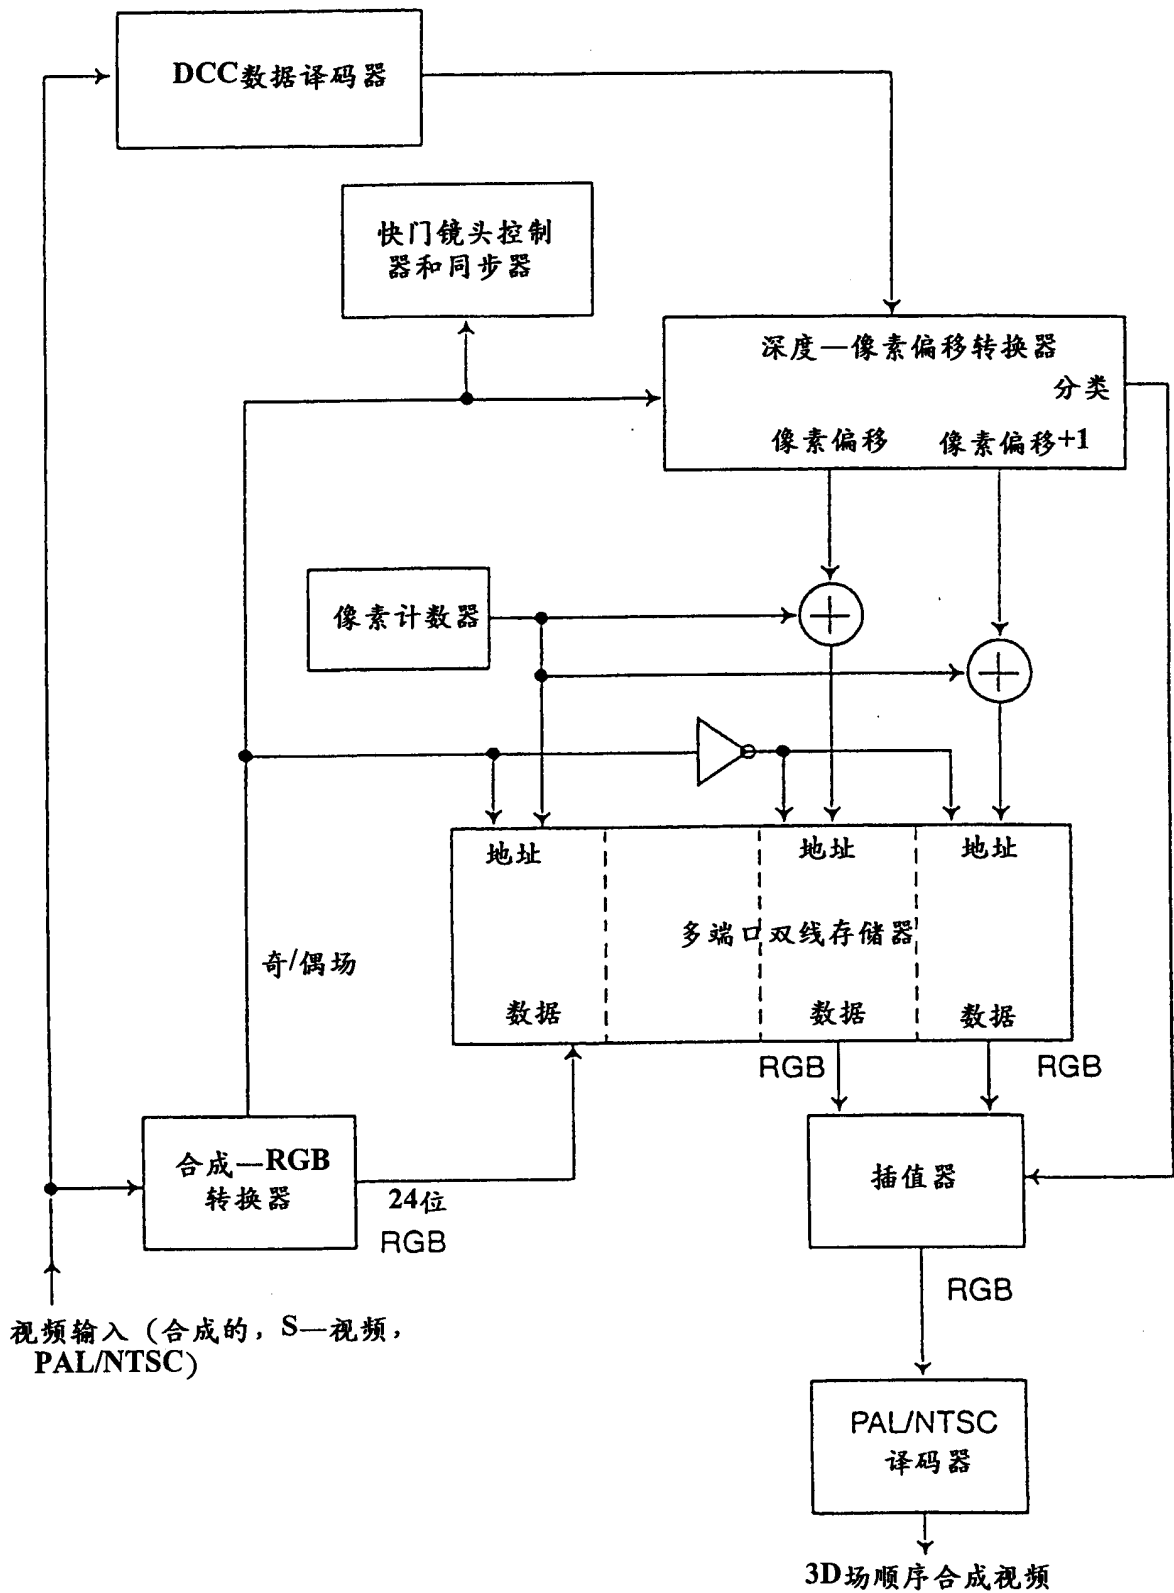 DCC数据译码器
快门镜头控制
器和同步器
深度—像素偏移转换器
分类
像素偏移
像素偏移+1
像素计数器
地址
地址
地址
多端口双线存储器
奇/偶场
数据
数据
数据
RGB
RGB
合成—RGB
转换器
24位
RGB
插值器
RGB
视频输入（合成的，S—视频，
PAL/NTSC）
PAL/NTSC
译码器
3D场顺序合成视频